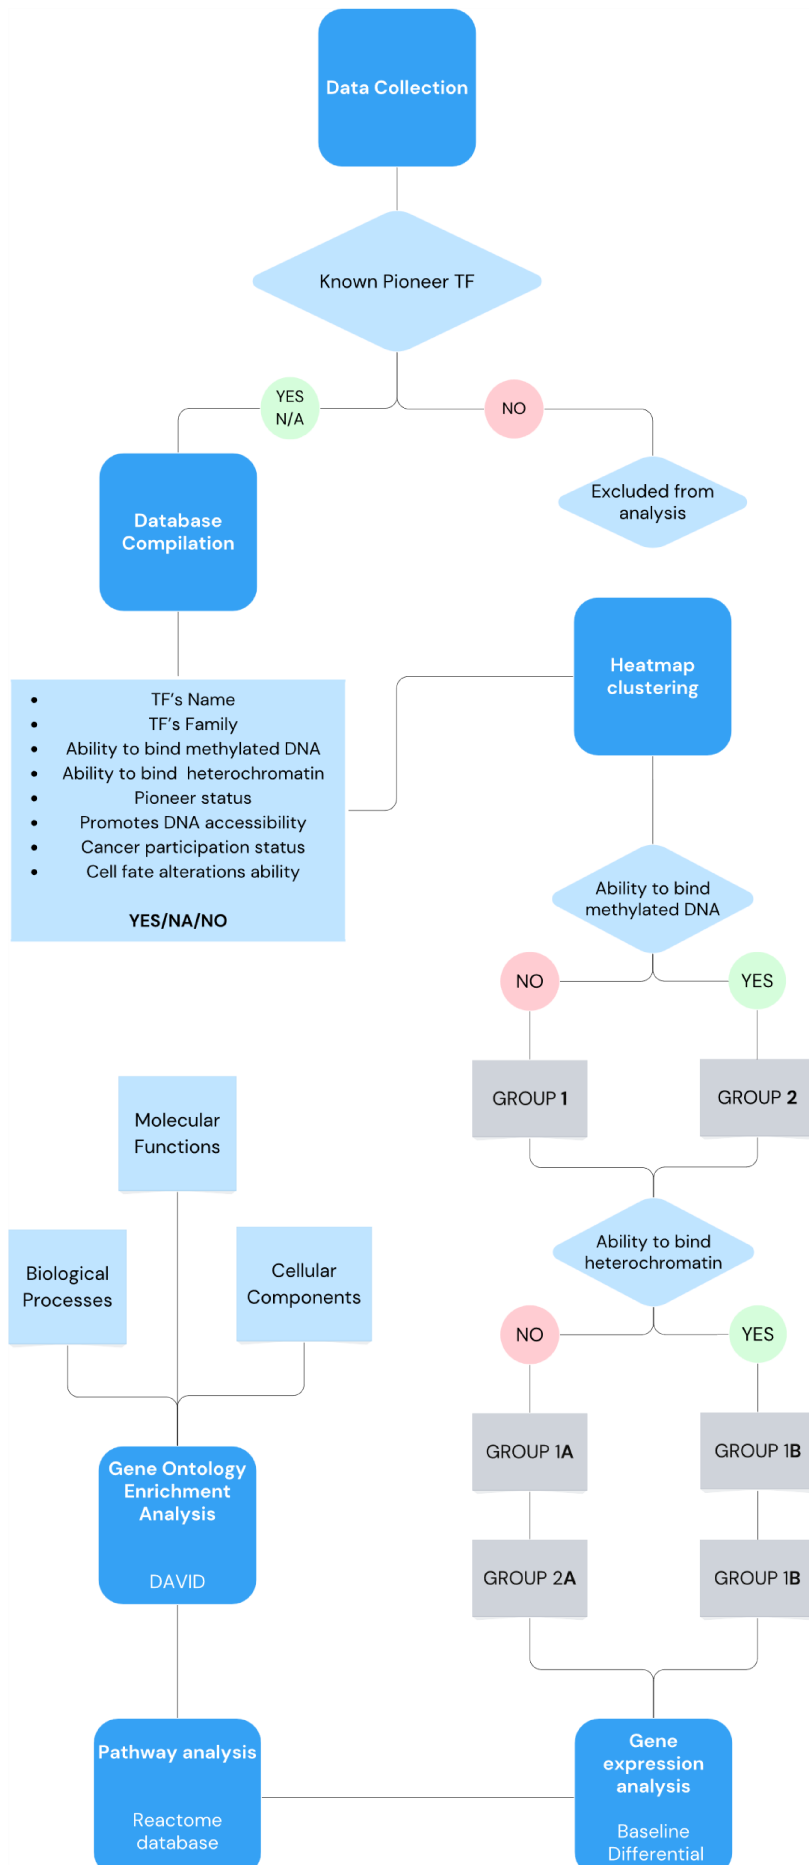 Data Collection
Known Pioneer TF
YES
N/A
NO
Database
Compilation
Excluded from
analysis
• TF's Name
• TF's Family
• Ability to bind methylated DNA
• Ability to bind heterochromatin
• Pioneer status
• Promotes DNA accessibility
• Cancer participation status
• Cell fate alterations ability
YES/NA/NO
Heatmap
clustering
Ability to bind
methylated DNA
NO
YES
GROUP 1
GROUP 2
Ability to bind
heterochromatin
NO
YES
GROUP 1A
GROUP 1B
GROUP 2A
GROUP 1B
Molecular
Functions
Biological
Processes
Cellular
Components
Gene Ontology
Enrichment
Analysis
DAVID
Pathway analysis
Reactome
database
Gene
expression
analysis
Baseline
Differential